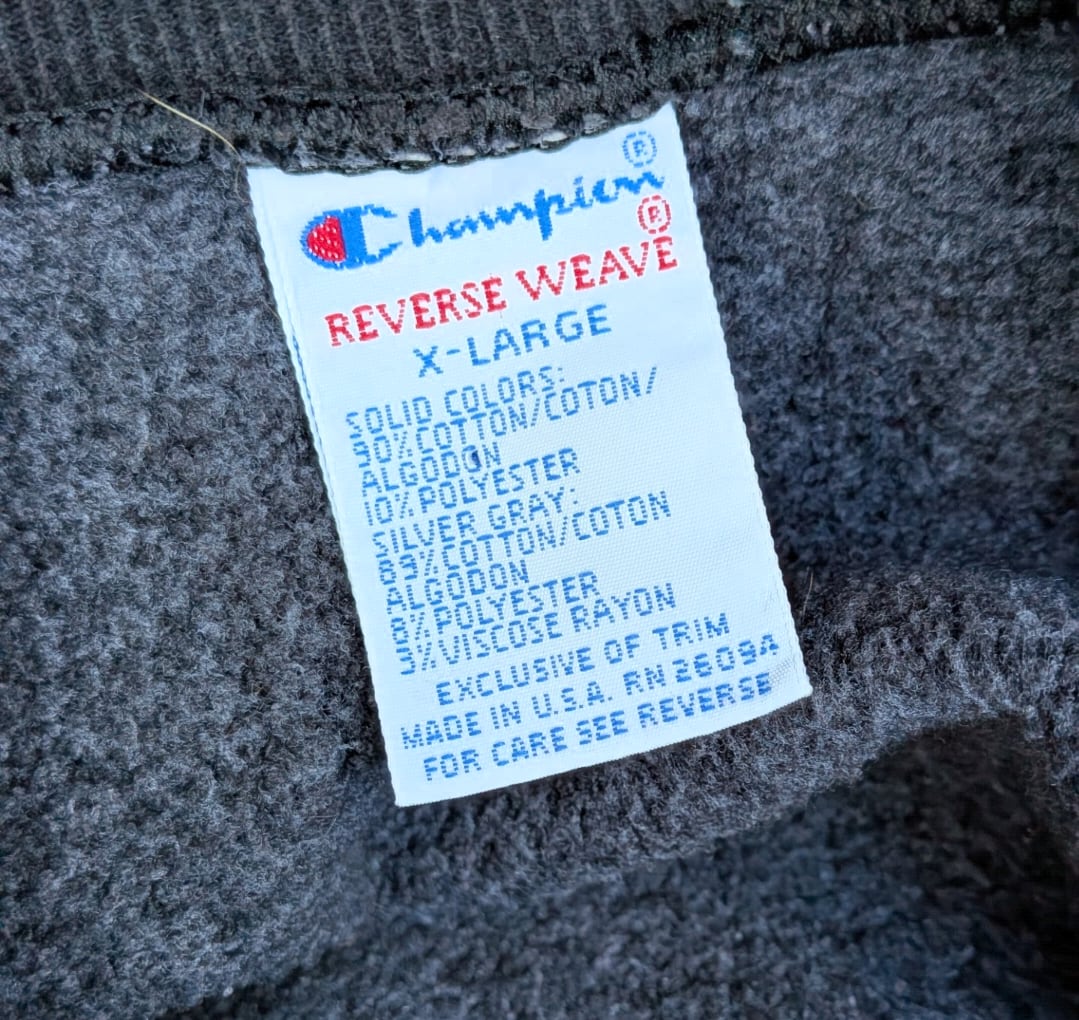 ®
Champion
®
REVERSE WEAVE
X-LARGE
SOLID COLORS:
90%COTTON/COTON/
ALGODON
10%POLYESTER
SILVER GRAY:
89%COTTON/COTON
ALGODON
8%POLYESTER
3%VISCOSE RAYON
EXCLUSIVE OF TRIM
MADE IN U.S.A. RN 26094
FOR CARE SEE REVERSE